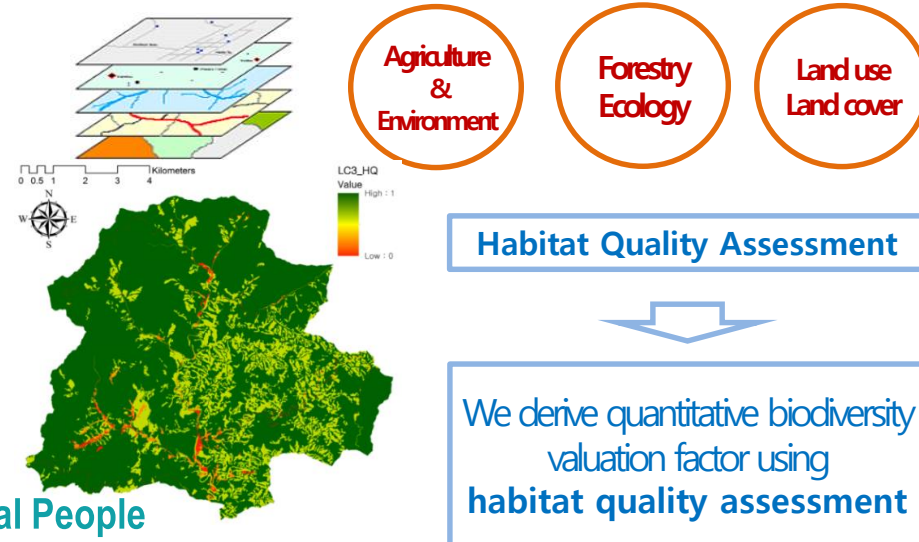 Agriculture
&
Environment
Forestry
Ecology
Land use
Land cover
0 0.5 1 2 3 4
Kilometers
N
W E
S
LC3_HQ
Value
High : 1
Low : 0
Habitat Quality Assessment
We derive quantitative biodiversity
valuation factor using
habitat quality assessment
al People